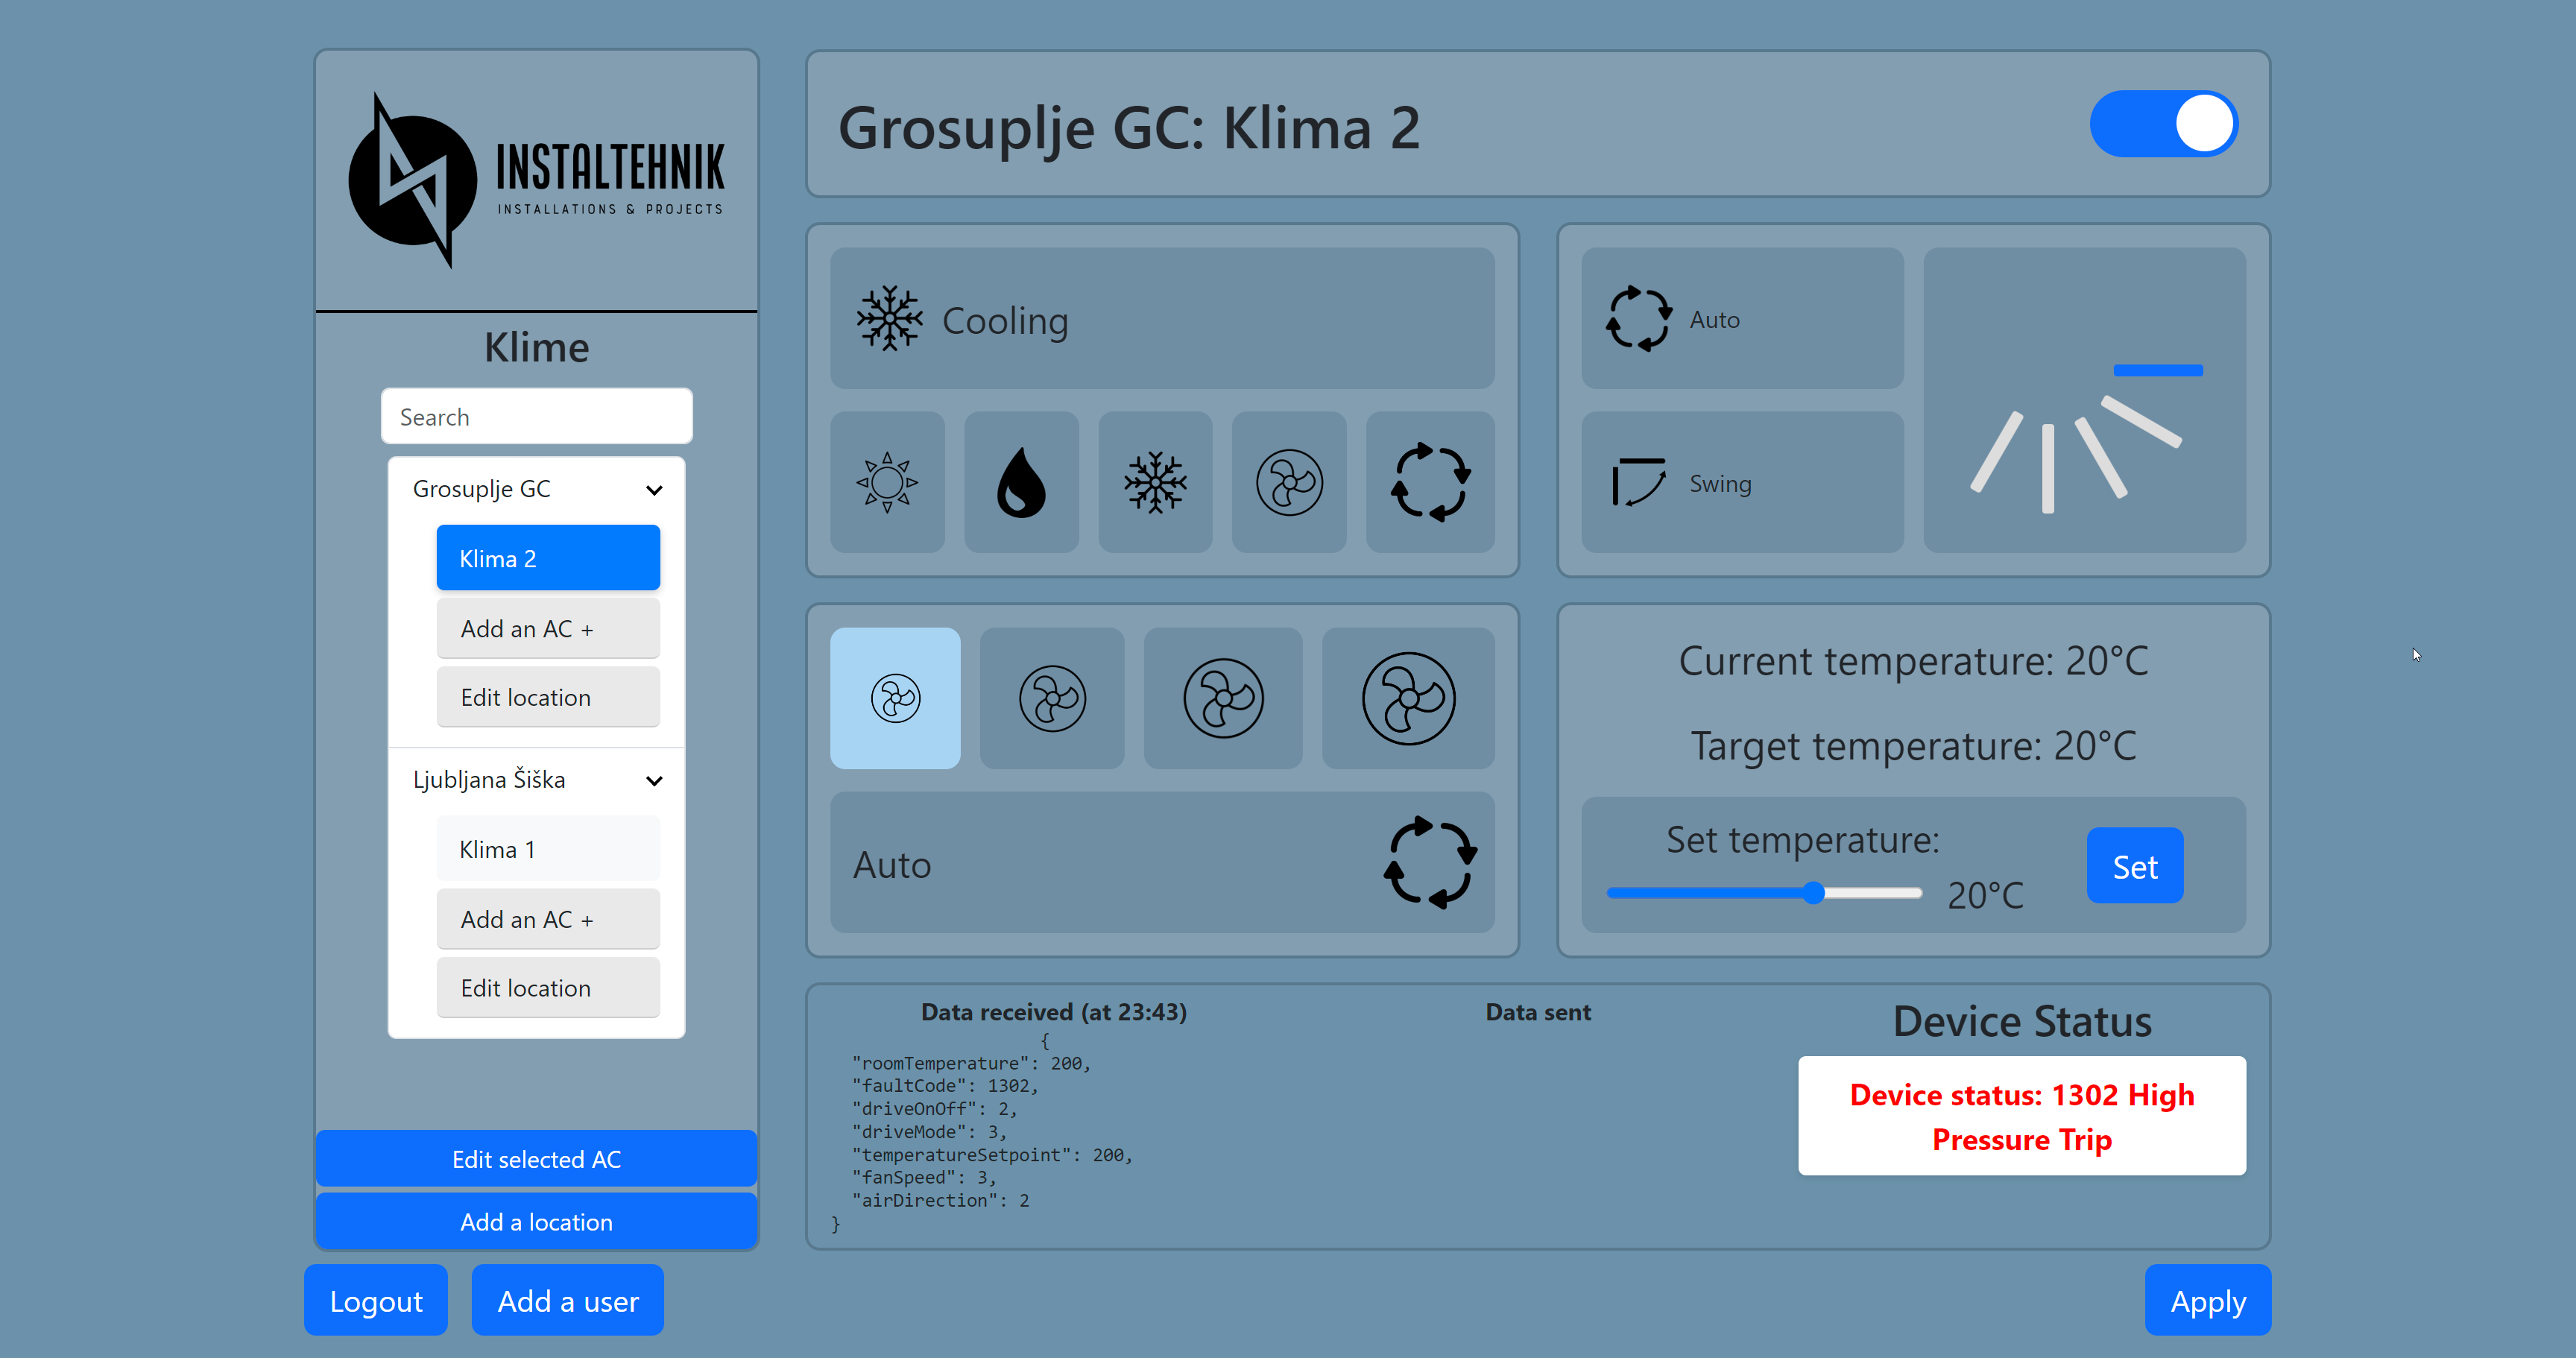 INSTALTEHNIK
INSTALLATIONS & PROJECTS
Klime
Search
Grosuplje GC
Klima 2
Add an AC +
Edit location
Ljubljana Šiška
Klima 1
Add an AC +
Edit location
Edit selected AC
Add a location
Logout
Add a user
Grosuplje GC: Klima 2
Cooling
Auto
Swing
Auto
Current temperature: 20°C
Target temperature: 20°C
Set temperature:
20°C
Set
Data received (at 23:43)
{
"roomTemperature": 200,
"faultCode": 1302,
"driveOnOff": 2,
"driveMode": 3,
"temperatureSetpoint": 200,
"fanSpeed": 3,
"airDirection": 2
}
Data sent
Device Status
Device status: 1302 High
Pressure Trip
Apply